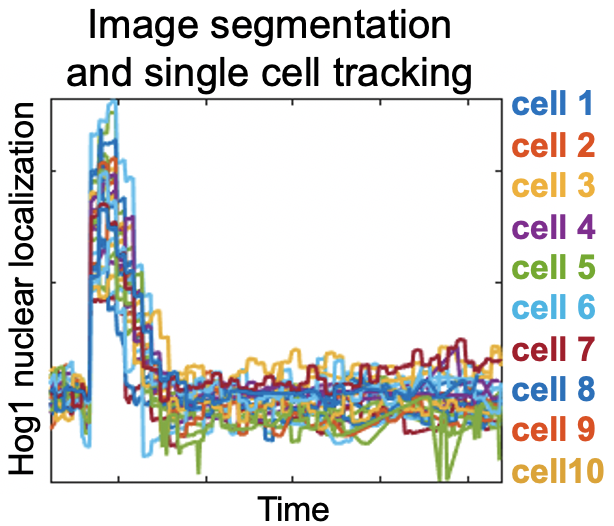 Image segmentation
and single cell tracking
Hog1 nuclear localization
cell 1
cell 2
cell 3
cell 4
cell 5
cell 6
cell 7
cell 8
cell 9
cell10
Time